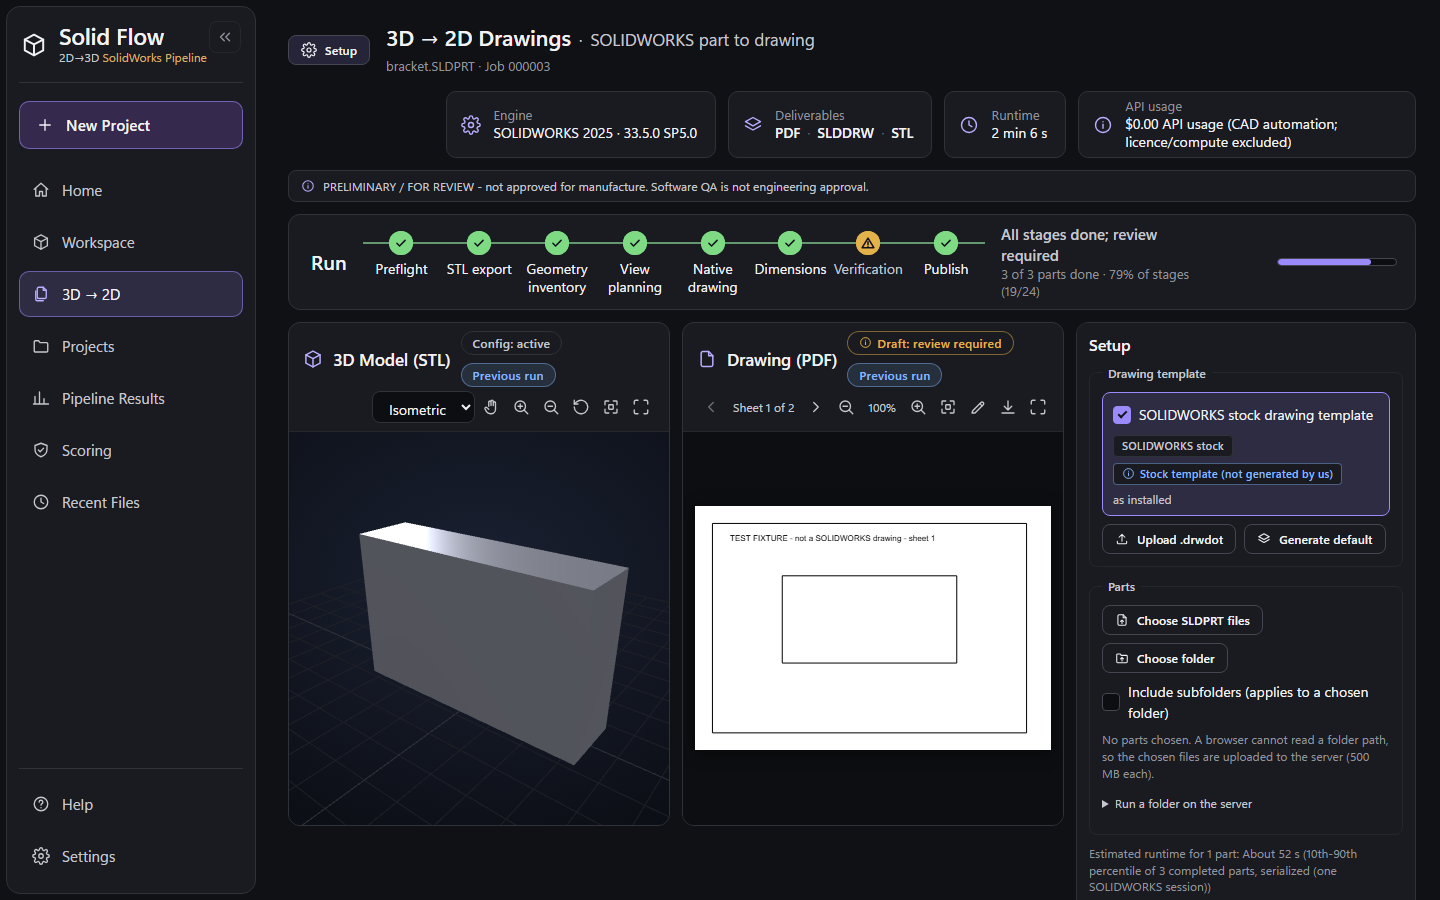 Solid Flow
2D→3D SolidWorks Pipeline
New Project
Home
Workspace
3D → 2D
Projects
Pipeline Results
Scoring
Recent Files
Help
Settings
Setup
3D → 2D Drawings · SOLIDWORKS part to drawing
bracket.SLDPRT · Job 000003
Engine
SOLIDWORKS 2025 · 33.5.0 SP5.0
Deliverables
PDF · SLDDRW · STL
Runtime
2 min 6 s
API usage
$0.00 API usage (CAD automation;
licence/compute excluded)
PRELIMINARY / FOR REVIEW - not approved for manufacture. Software QA is not engineering approval.
Run
Preflight
STL export
Geometry
inventory
View
planning
Native
drawing
Dimensions
Verification
Publish
All stages done; review
required
3 of 3 parts done · 79% of stages
(19/24)
3D Model (STL)
Config: active
Previous run
Isometric
Drawing (PDF)
Draft: review required
Previous run
Sheet 1 of 2
100%
TEST FIXTURE - not a SOLIDWORKS drawing - sheet 1
Setup
Drawing template
SOLIDWORKS stock drawing template
SOLIDWORKS stock
Stock template (not generated by us)
as installed
Upload .drwdot
Generate default
Parts
Choose SLDPRT files
Choose folder
Include subfolders (applies to a chosen
folder)
No parts chosen. A browser cannot read a folder path,
so the chosen files are uploaded to the server (500
MB each).
Run a folder on the server
Estimated runtime for 1 part: About 52 s (10th-90th
percentile of 3 completed parts, serialized (one
SOLIDWORKS session))